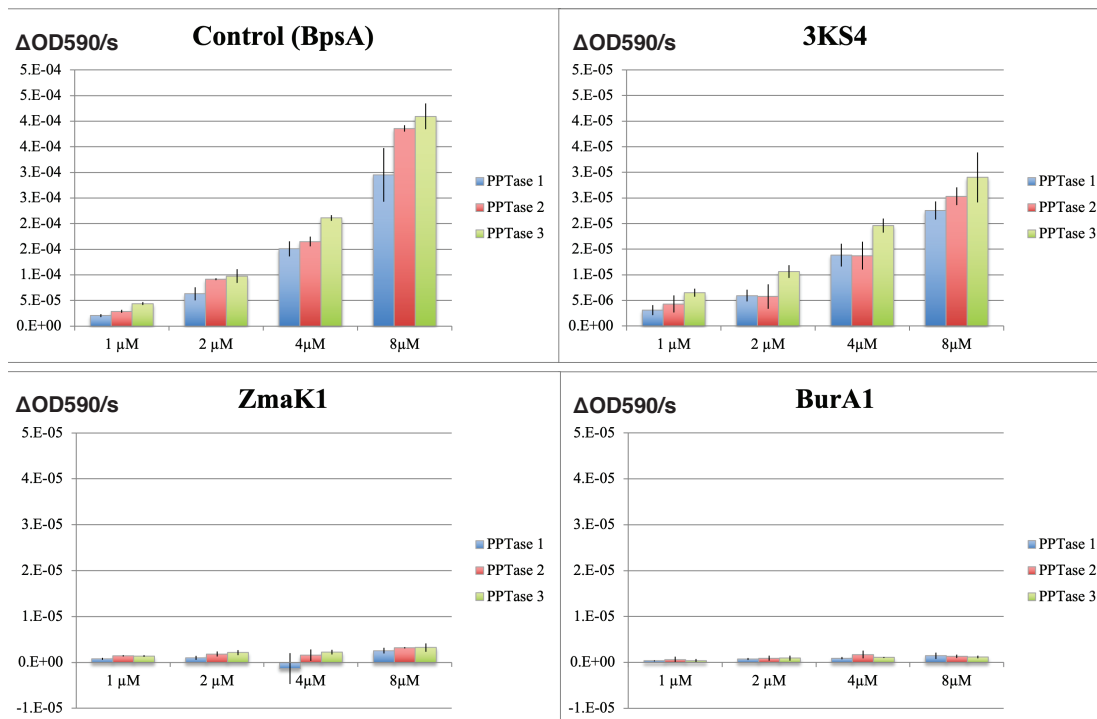 Control (BpsA)
ΔOD590/s
5.E-04
5.E-04
4.E-04
4.E-04
3.E-04
3.E-04
2.E-04
2.E-04
1.E-04
5.E-05
0.E+00
1 µM
2 µM
4µM
8µM
PPTase 1
PPTase 2
PPTase 3
3KS4
ΔOD590/s
5.E-05
5.E-05
4.E-05
4.E-05
3.E-05
3.E-05
2.E-05
2.E-05
1.E-05
5.E-06
0.E+00
1 µM
2 µM
4µM
8µM
PPTase 1
PPTase 2
PPTase 3
ZmaK1
ΔOD590/s
5.E-05
4.E-05
3.E-05
2.E-05
1.E-05
0.E+00
-1.E-05
1 µM
2 µM
4µM
8µM
PPTase 1
PPTase 2
PPTase 3
BurA1
ΔOD590/s
5.E-05
4.E-05
3.E-05
2.E-05
1.E-05
0.E+00
-1.E-05
1 µM
2 µM
4µM
8µM
PPTase 1
PPTase 2
PPTase 3